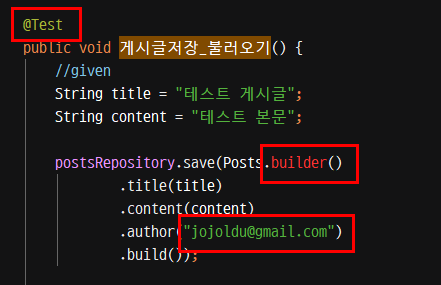 @Test
public void 게시글저장_불러오기() {
//given
String title = "테스트 게시글";
String content = "테스트 본문";
postsRepository.save(Posts.builder()
.title(title)
.content(content)
.author("jojoldu@gmail.com")
.build());